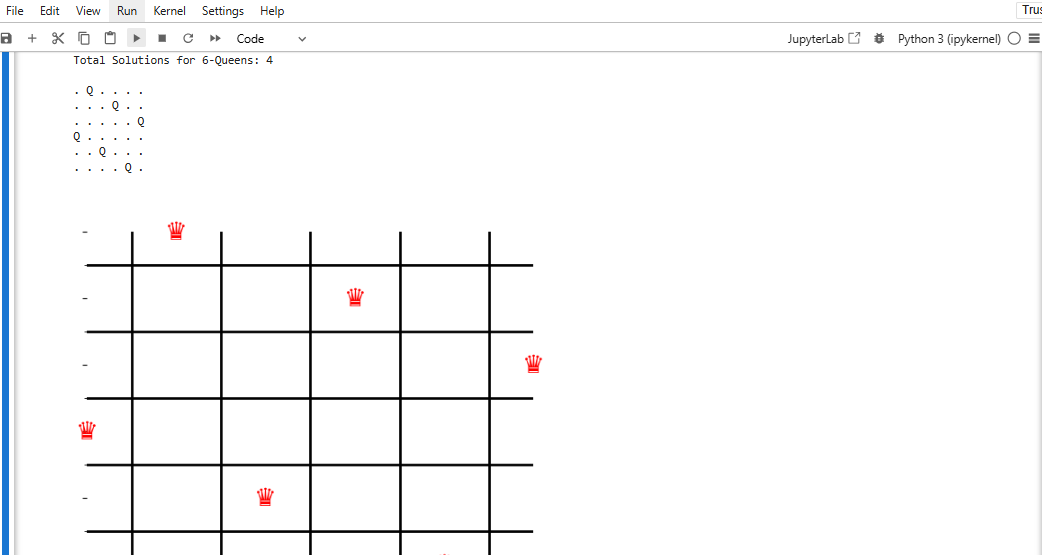 File Edit View Run Kernel Settings Help
Code JupyterLab Python 3 (ipykernel)
Total Solutions for 6-Queens: 4
. Q . . . .
. . . Q . .
. . . . . Q
Q . . . . .
. . Q . . .
. . . . Q .